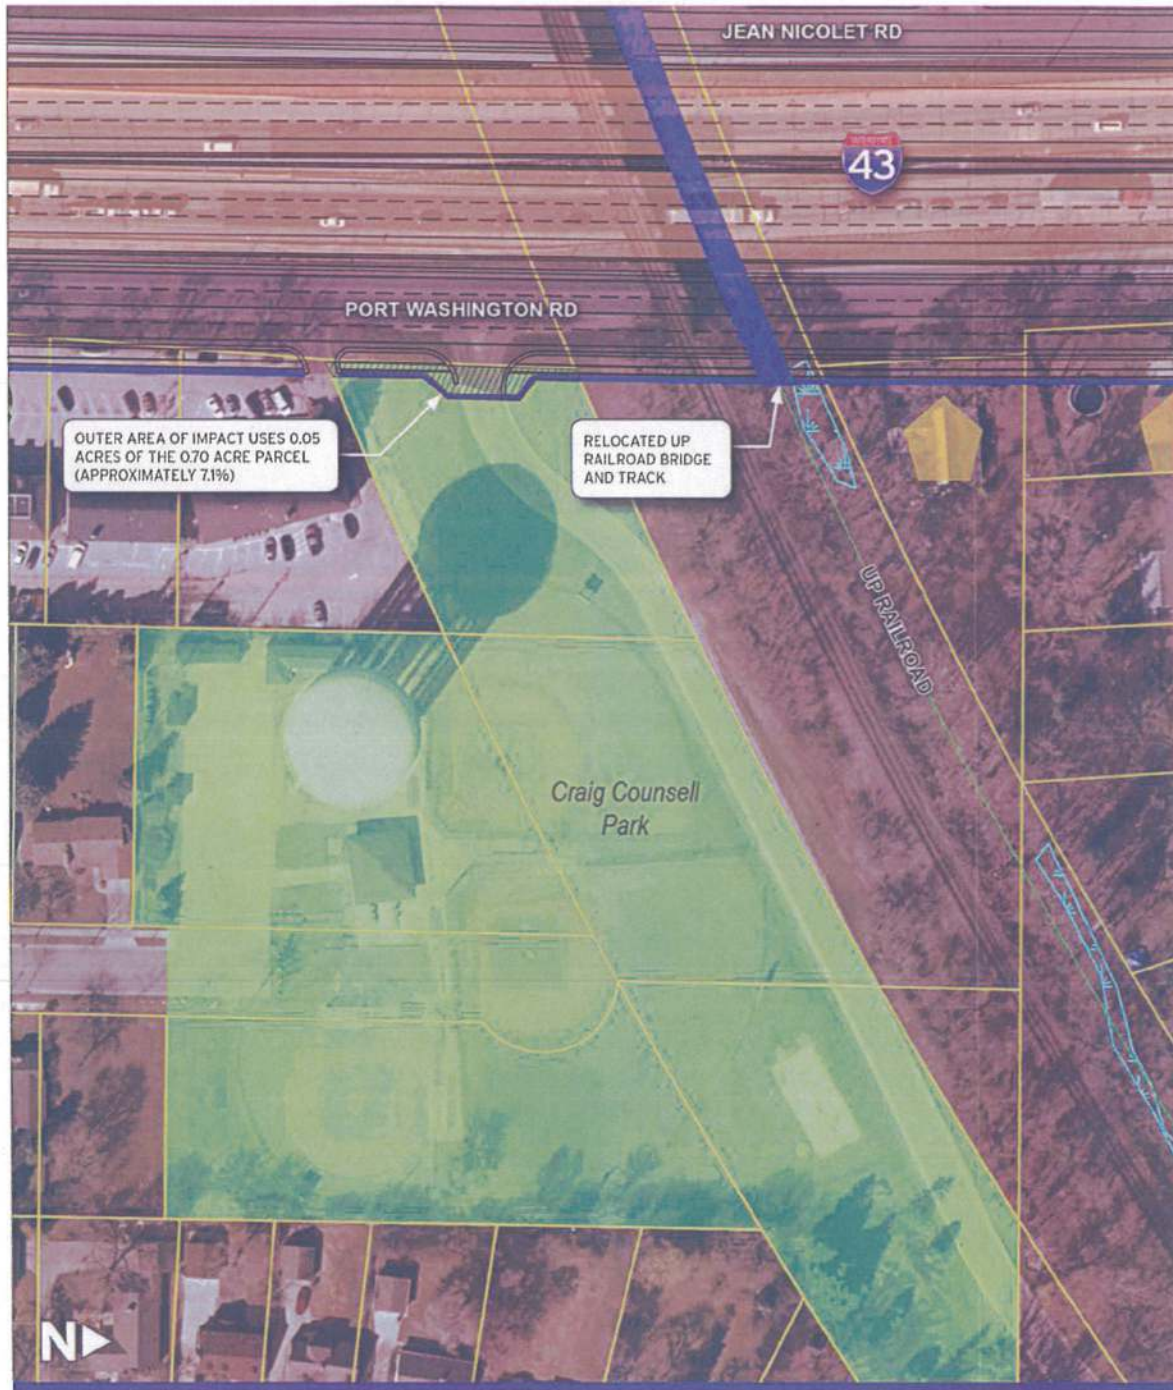 JEAN NICOLET RD
INTERSTATE
43
PORT WASHINGTON RD
OUTER AREA OF IMPACT USES 0.05
ACRES OF THE 0.70 ACRE PARCEL
(APPROXIMATELY 7.1%)
RELOCATED UP
RAILROAD BRIDGE
AND TRACK
UP RAILROAD
Craig Counsell
Park
N